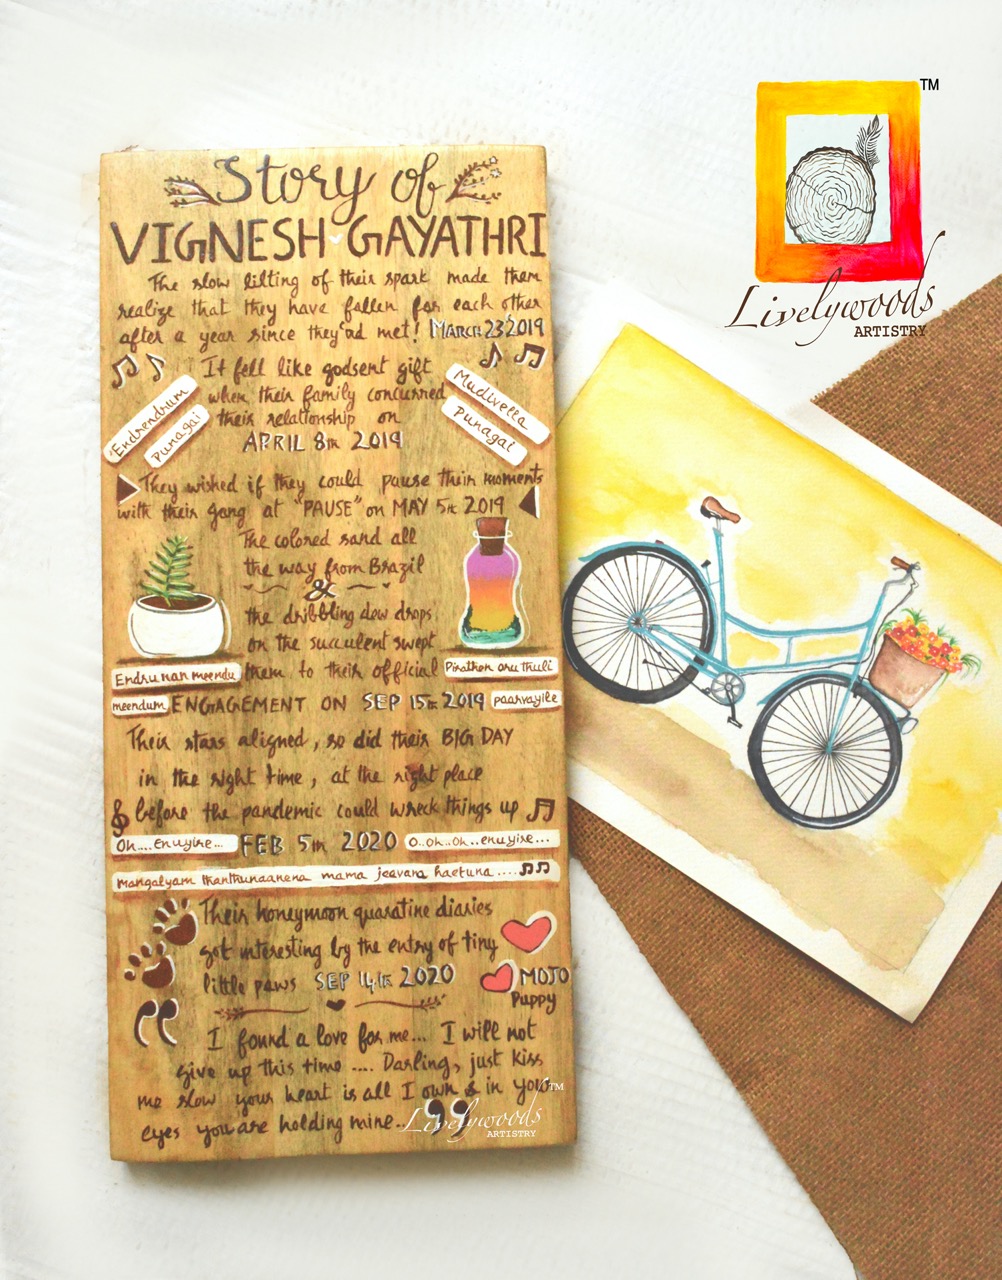 Story of
VIGNESH GAYATHRI
The slow lilting of their spark made them
realize that they have fallen for each other
after a year since they'ad met! MARCH 23 2019
It fell like godsent gift
when their family concurred
their relationship on
APRIL 8th 2019
Endrendrum
Punagai
Mudivella
Punagai
They wished if they could pause their moments
with their gang at "PAUSE" on MAY 5th 2019
The colored sand all
the way from Brazil
&
the dribbling dew drops
on the succulent swept
Endru nan meendu them to their official Pirathen oru thuli
meendum ENGAGEMENT ON SEP 15th 2019 paarvayile
Their stars aligned, so did their BIG DAY
in the right time, at the right place
before the pandemic could wreck things up
Oh....enuyire... FEB 5th 2020 O..oh..oh..enuyire...
Mangalyam thanthunaanena mama jeevana haetuna....
Their honeymoon quaratine diaries
got interesting by the entry of tiny
little paws SEP 14th 2020 MOJO
Puppy
" I found a love for me... I will not
give up this time .... Darling, just kiss
me slow your heart is all I own & in your
eyes you are holding mine.. "
Livelywoods TM
ARTISTRY
TM
Livelywoods
ARTISTRY